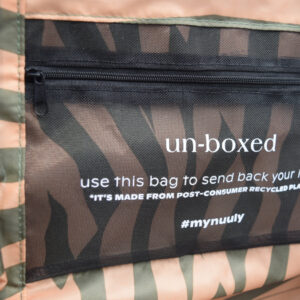 un-boxed
use this bag to send back your
*IT'S MADE FROM POST-CONSUMER RECYCLED
#mynuuly